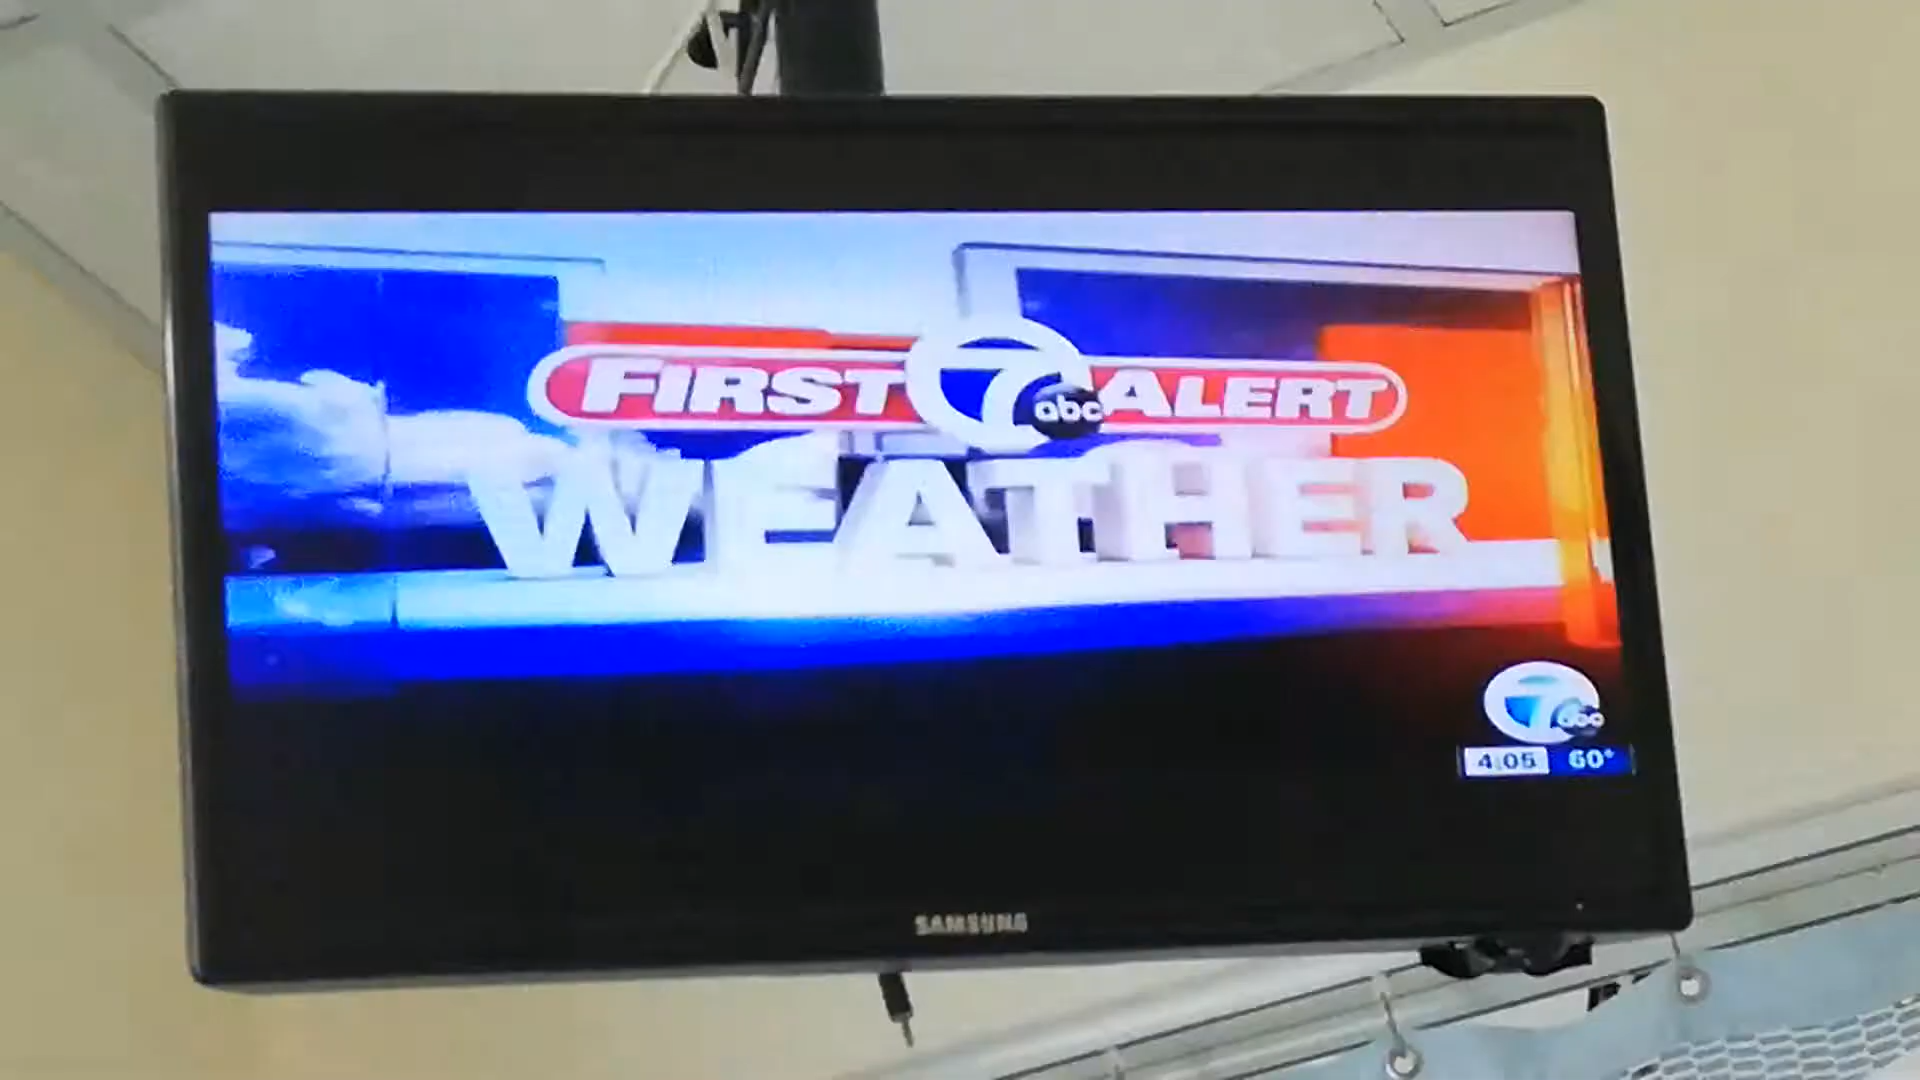 FIRST 7 abc ALERT
WEATHER
7 abc
4:05 60°
SAMSUNG